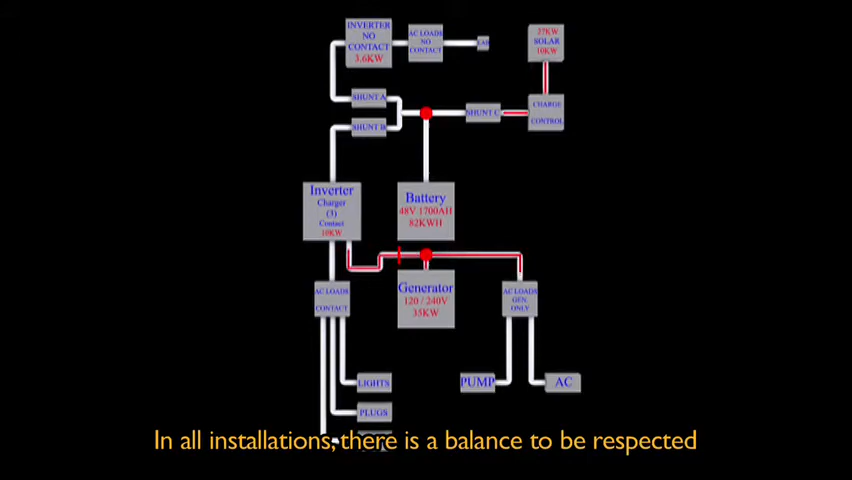 INVERTER
NO
CONTACT
3.6KW
AC LOADS
NO
CONTACT
27KW
SOLAR
10KW
SHUNT A
SHUNT B
SHUNT C
CHARGE
CONTROL
Inverter
Charger
(3)
Contact
10KW
Battery
48V 1700AH
82KWH
Generator
120 / 240V
35KW
AC LOADS
CONTACT
AC LOADS
GEN
ONLY
LIGHTS
PLUGS
PUMP
AC
In all installations, there is a balance to be respected